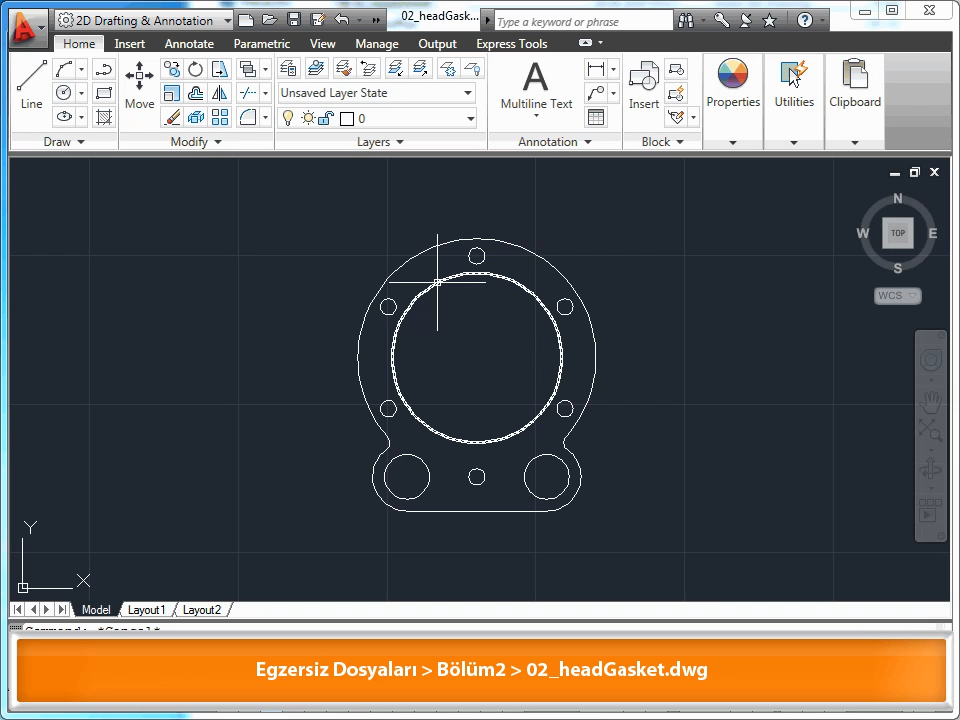 2D Drafting & Annotation
02_headGask...
Type a keyword or phrase
Home Insert Annotate Parametric View Manage Output Express Tools
Line
Move
Unsaved Layer State
0
A
Multiline Text
Insert
Properties
Utilities
Clipboard
Draw
Modify
Layers
Annotation
Block
N
W TOP E
S
WCS
Y
X
Model Layout1 Layout2
Command: *Cancel*
Egzersiz Dosyaları > Bölüm2 > 02_headGasket.dwg